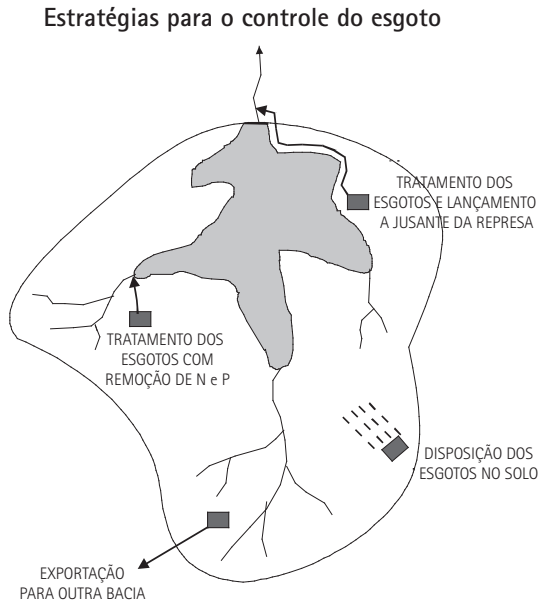 Estratégias para o controle do esgoto
TRATAMENTO DOS
ESGOTOS E LANÇAMENTO
A JUSANTE DA REPRESA
TRATAMENTO DOS
ESGOTOS COM
REMOÇÃO DE N e P
DISPOSIÇÃO DOS
ESGOTOS NO SOLO
EXPORTAÇÃO
PARA OUTRA BACIA